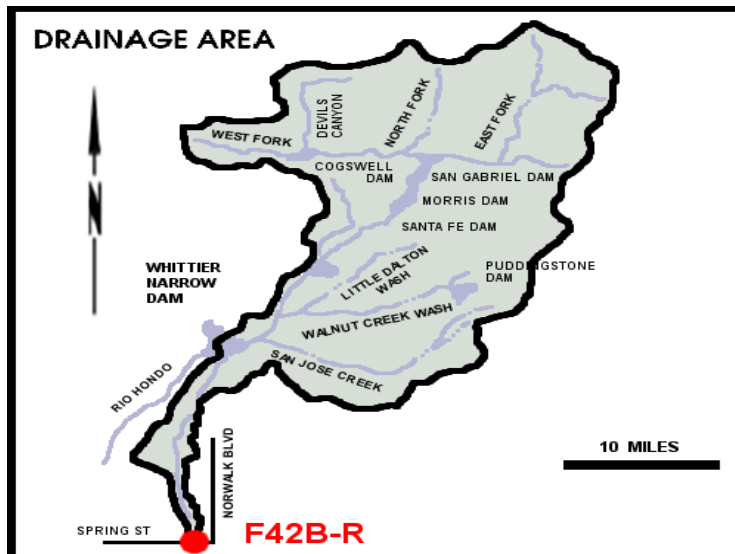 DRAINAGE AREA
N
WEST FORK
DEVILS
CANYON
NORTH FORK
EAST FORK
COGSWELL
DAM
SAN GABRIEL DAM
MORRIS DAM
SANTA FE DAM
WHITTIER
NARROW
DAM
LITTLE DALTON
WASH
PUDDINGSTONE
DAM
WALNUT CREEK WASH
SAN JOSE CREEK
RIO HONDO
10 MILES
NORWALK BLVD
SPRING ST
F42B-R